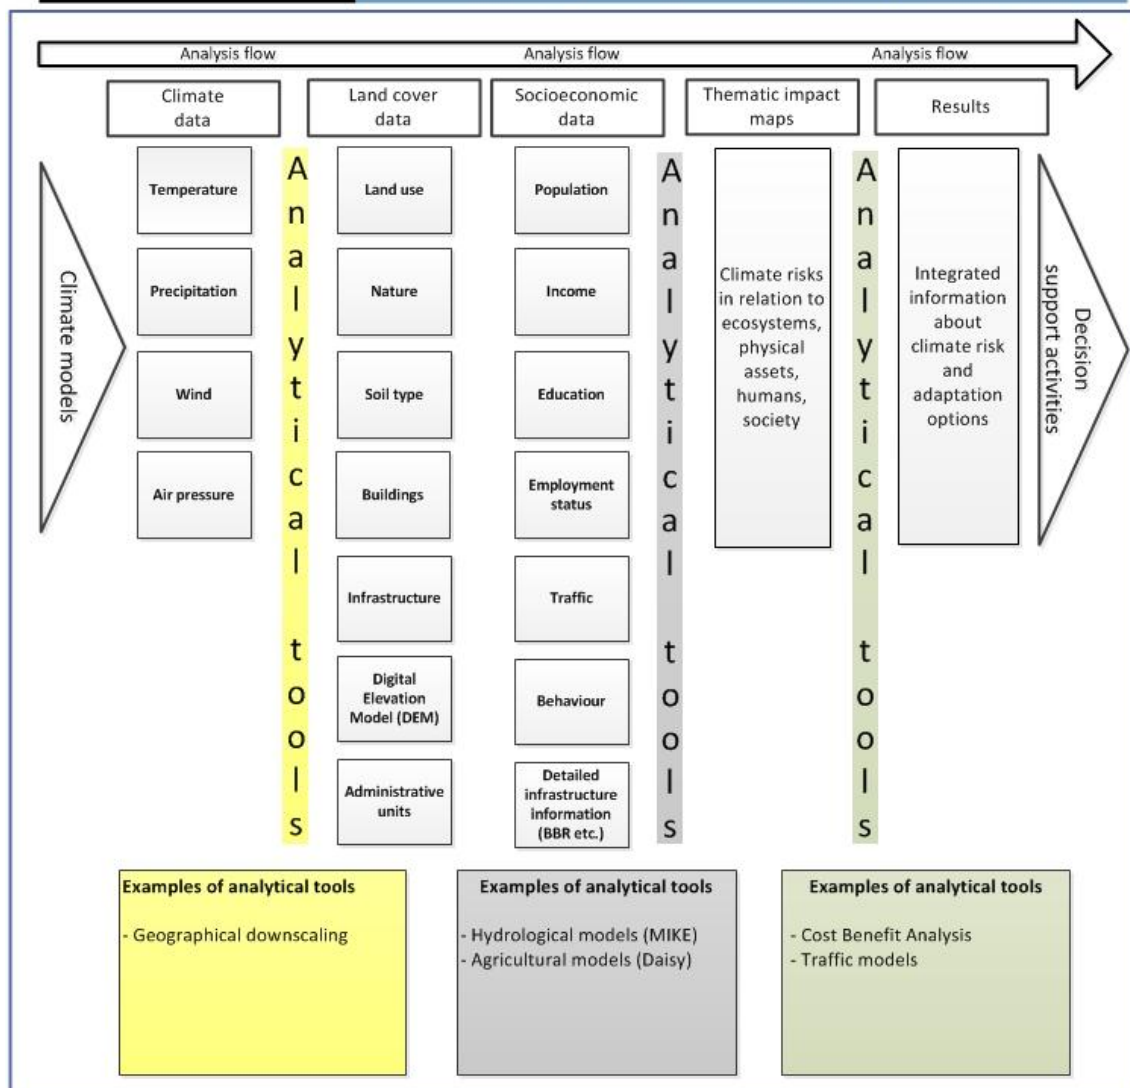 Analysis flow
Analysis flow
Analysis flow
Climate
data
Land cover
data
Socioeconomic
data
Thematic impact
maps
Results
Climate models
Temperature
Precipitation
Wind
Air pressure
Analytical tools
Land use
Nature
Soil type
Buildings
Infrastructure
Digital
Elevation
Model (DEM)
Administrative
units
Population
Income
Education
Employment
status
Traffic
Behaviour
Detailed
infrastructure
information
(BBR etc.)
Analytical tools
Climate risks
in relation to
ecosystems,
physical
assets,
humans,
society
Analytical tools
Integrated
information
about
climate risk
and
adaptation
options
Decision
support activities
Examples of analytical tools
- Geographical downscaling
Examples of analytical tools
- Hydrological models (MIKE)
- Agricultural models (Daisy)
Examples of analytical tools
- Cost Benefit Analysis
- Traffic models